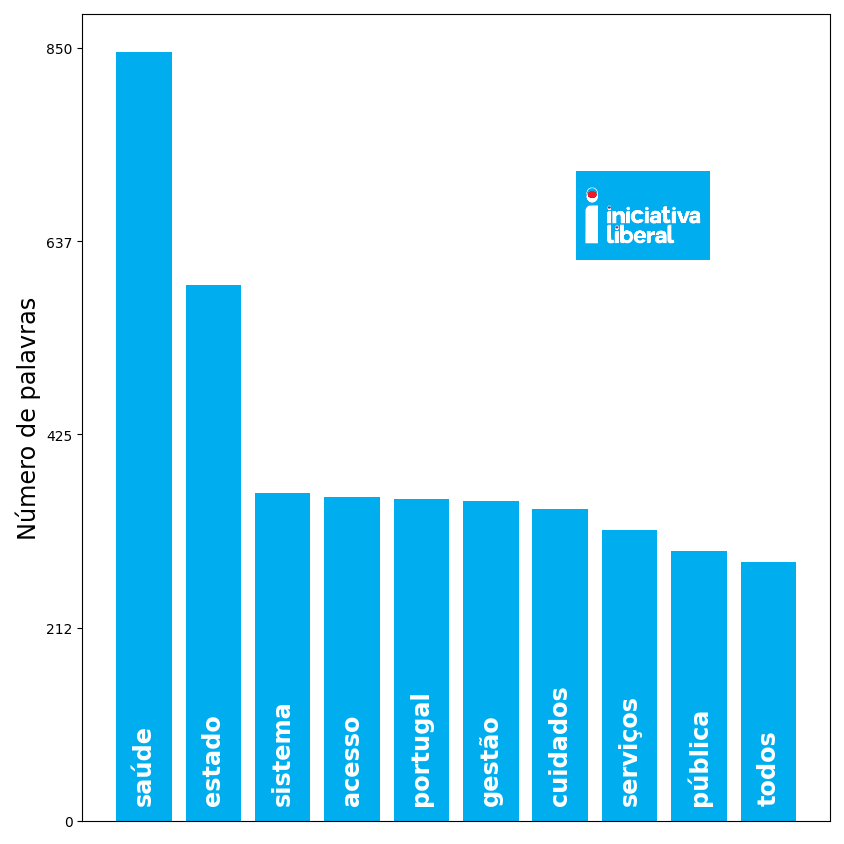 Número de palavras
850
637
425
212
0
iniciativa
liberal
saúde
estado
sistema
acesso
portugal
gestão
cuidados
serviços
pública
todos